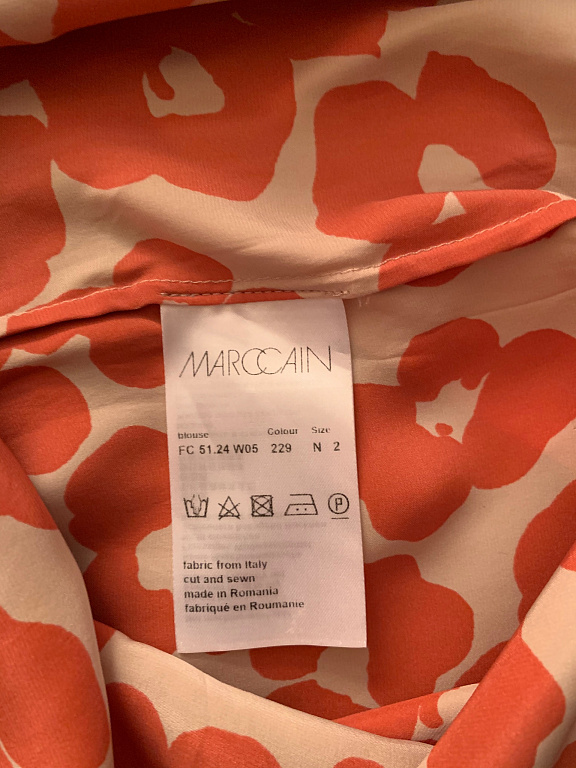 MARCCAIN
blouse Colour Size
FC 51.24 W05 229 N 2
P
fabric from Italy
cut and sewn
made in Romania
fabriqué en Roumanie